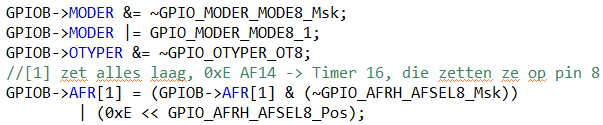 GPIOB->MODER &= ~GPIO_MODER_MODE8_Msk;
GPIOB->MODER |= GPIO_MODER_MODE8_1;
GPIOB->OTYPER &= ~GPIO_OTYPER_OT8;
//[1] zet alles laag, 0xE AF14 -> Timer 16, die zetten ze op pin 8
GPIOB->AFR[1] = (GPIOB->AFR[1] & (~GPIO_AFRH_AFSEL8_Msk))
| (0xE << GPIO_AFRH_AFSEL8_Pos);